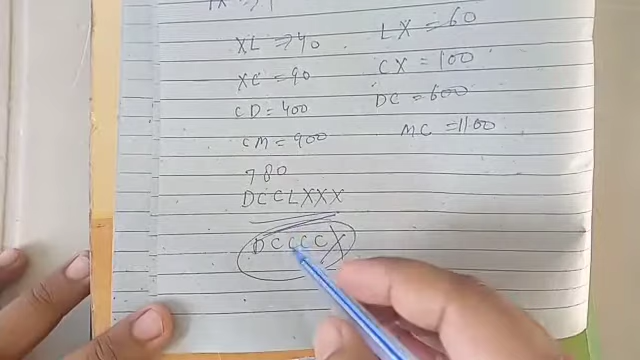 XL => 40
XC = 90
CD = 400
CM = 900
LX = 60
CX = 100
DC = 600
MC = 1100
780
DCCLXXX
DCCCCX